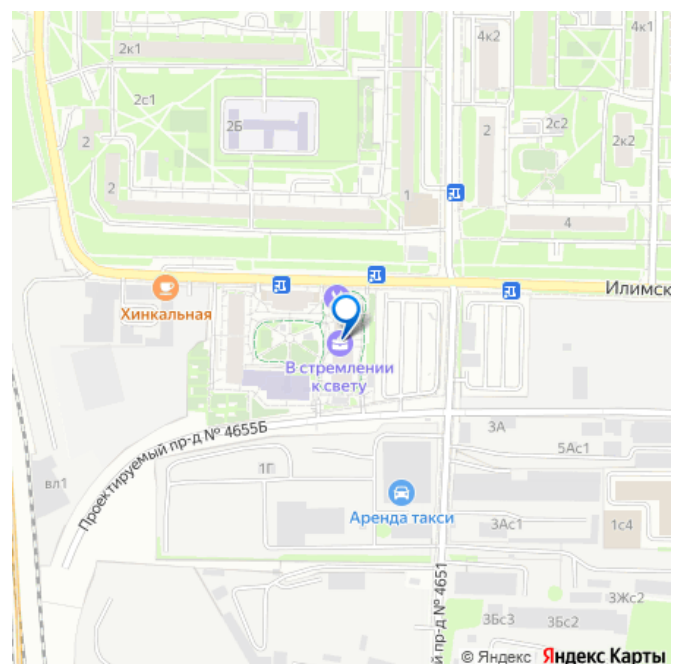 2к1
4к2
4к1
2с1
2Б
2
2
2с2
2к2
2
1
4
Илимск
Хинкальная
В стремлении
к свету
Проектируемый пр-д № 4655Б
3А
5Ас1
1Г
вл1
Аренда такси
3Ас1
1с4
й пр-д № 4651
3Жс2
3Бс3
3Бс2
© Яндекс Яндекс Карты